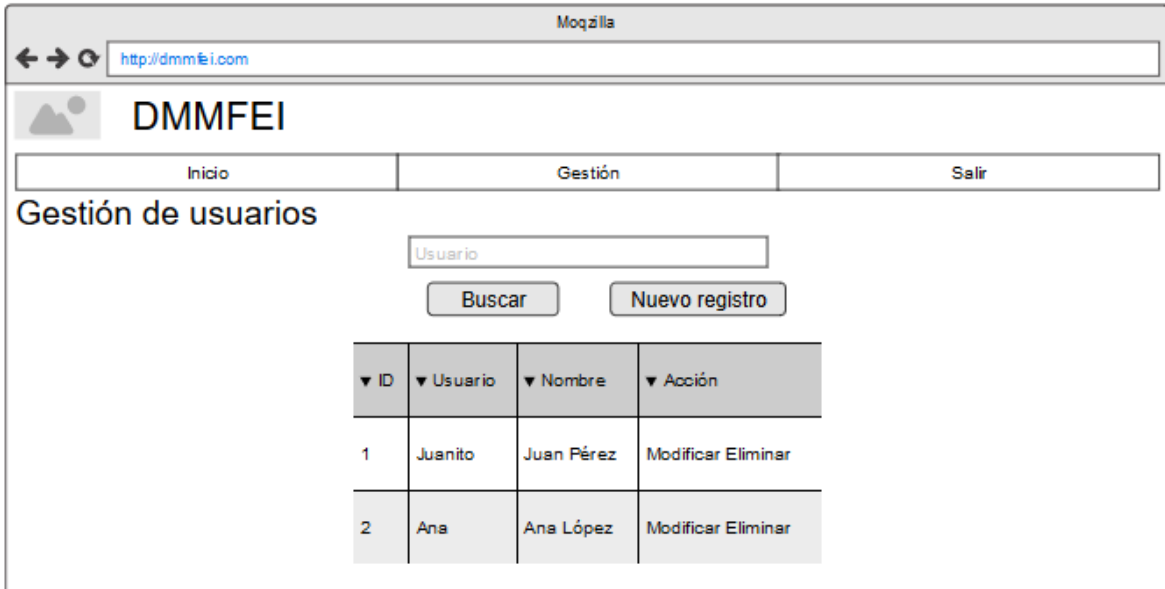 Moqzilla
http://dmmfei.com
DMMFEI
Inicio Gestión Salir
Gestión de usuarios
Usuario
Buscar Nuevo registro
▼ ID ▼ Usuario ▼ Nombre ▼ Acción
1 Juanito Juan Pérez Modificar Eliminar
2 Ana Ana López Modificar Eliminar